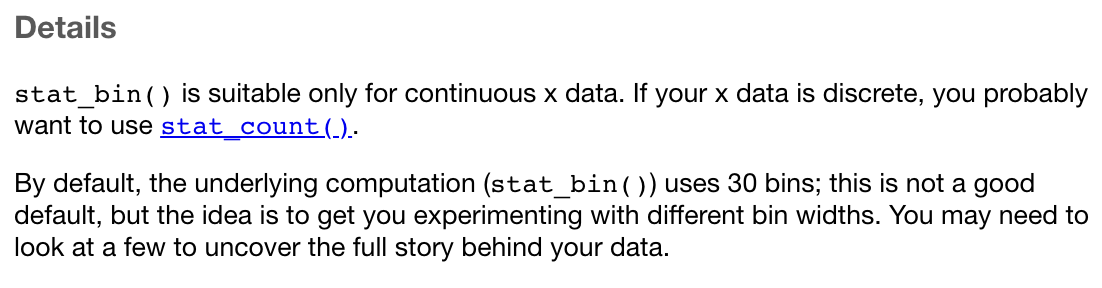 Details
stat_bin() is suitable only for continuous x data. If your x data is discrete, you probably
want to use stat_count().
By default, the underlying computation (stat_bin()) uses 30 bins; this is not a good
default, but the idea is to get you experimenting with different bin widths. You may need to
look at a few to uncover the full story behind your data.